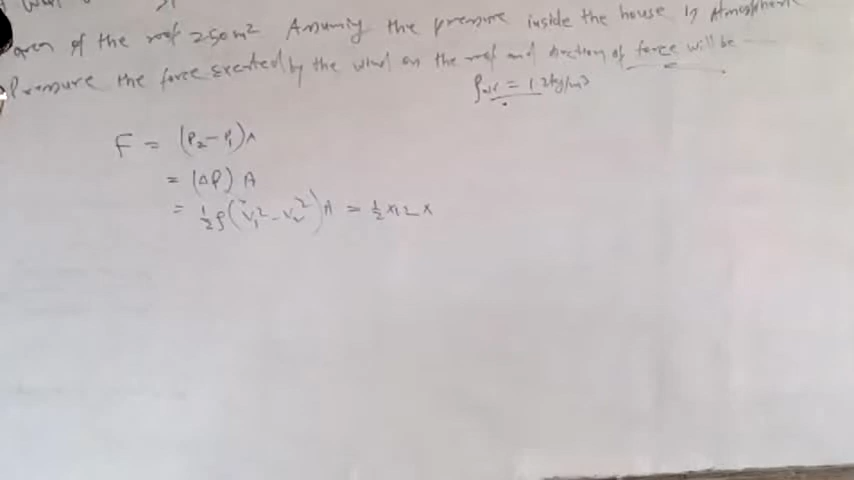 area of the roof 250 m² Assuming the pressure inside the house is Atmospheric
Pressure the force exerted by the wind on the roof and direction of force will be
ρair = 1.2 kg/m³
F = (P₂ - P₁)A
= (ΔP) A
= ½ρ(V₁² - V₂²)A = ½ × 1.2 ×